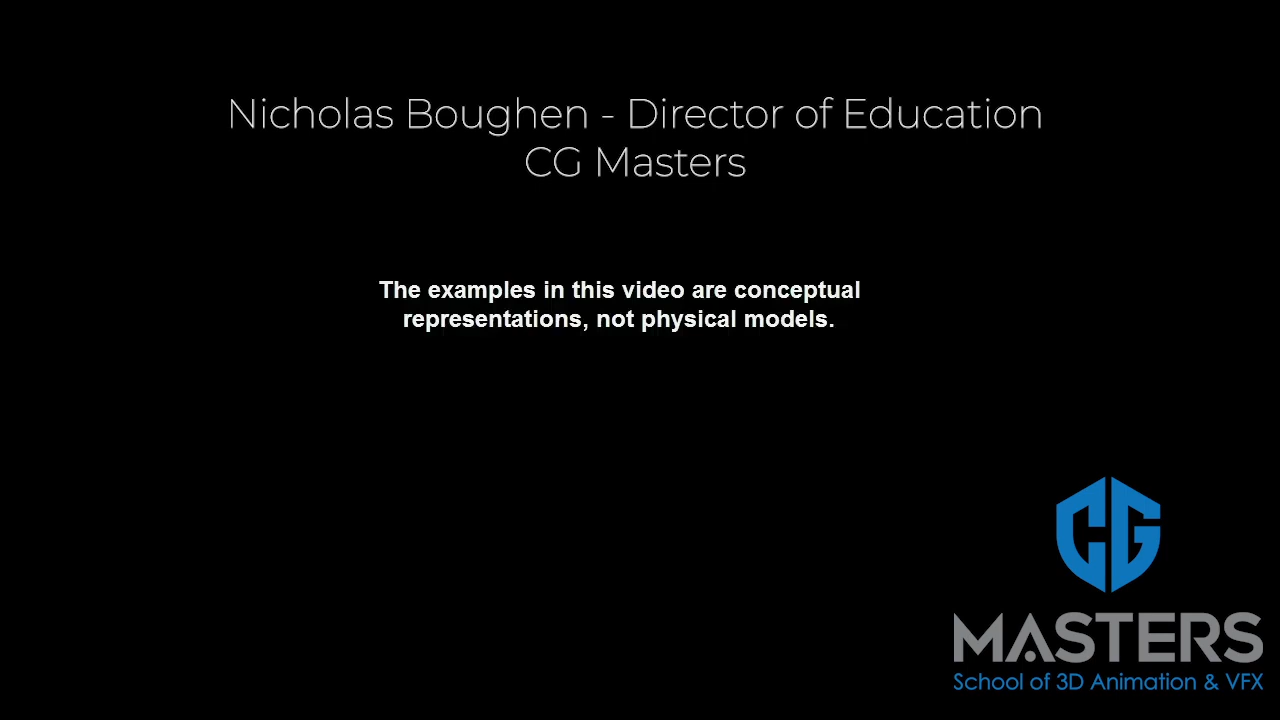 Nicholas Boughen - Director of Education
CG Masters
The examples in this video are conceptual
representations, not physical models.
CG
MASTERS
School of 3D Animation & VFX